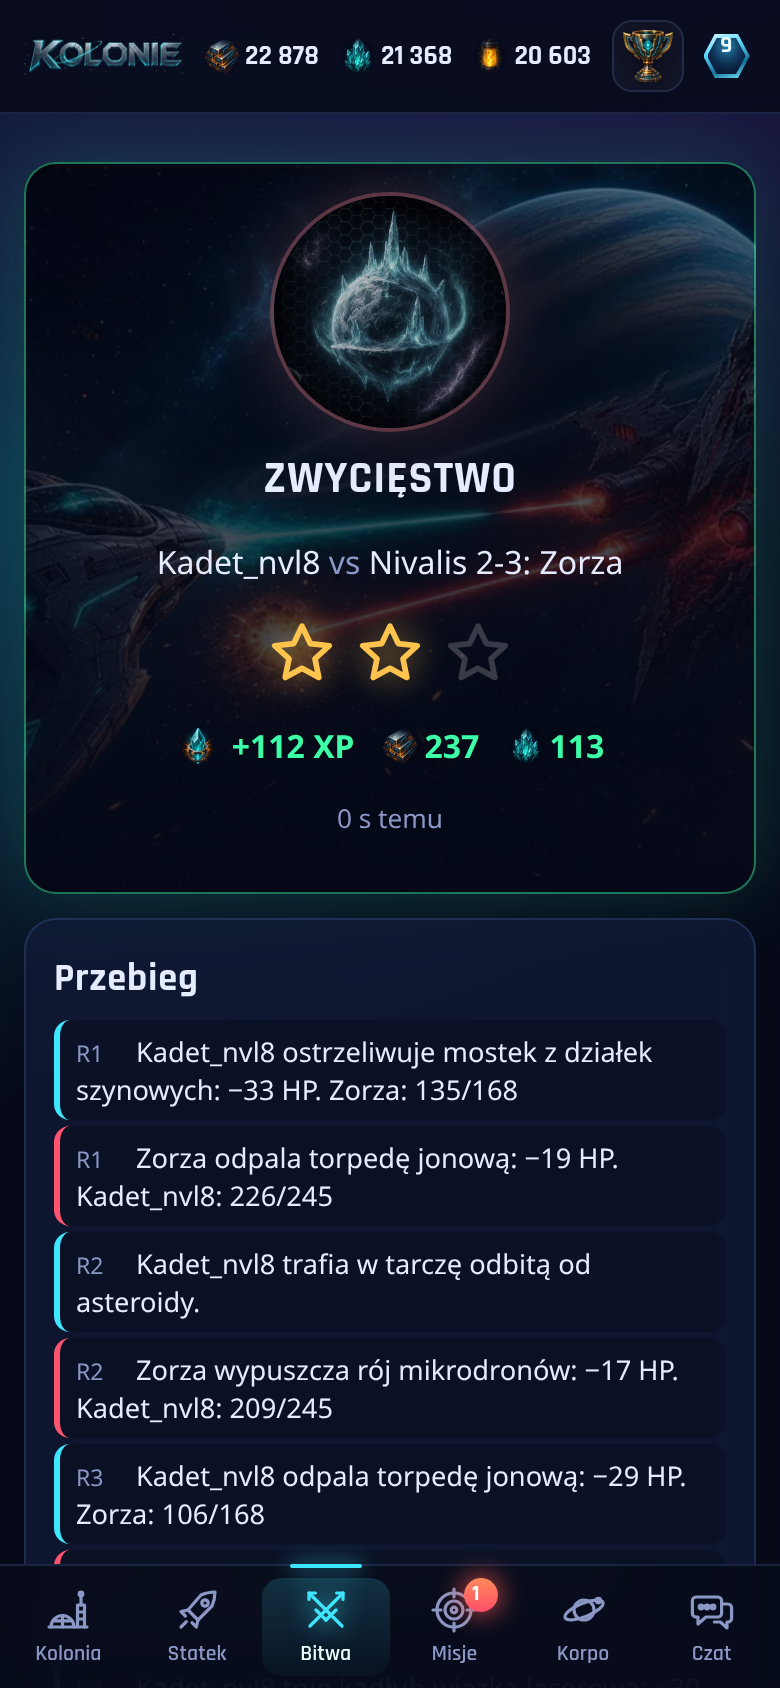 KOLONIE 22 878 21 368 20 603 9
ZWYCIĘSTWO
Kadet_nvl8 vs Nivalis 2-3: Zorza
+112 XP 237 113
0 s temu
Przebieg
R1 Kadet_nvl8 ostrzeliwuje mostek z działek
szynowych: −33 HP. Zorza: 135/168
R1 Zorza odpala torpedę jonową: −19 HP.
Kadet_nvl8: 226/245
R2 Kadet_nvl8 trafia w tarczę odbitą od
asteroidy.
R2 Zorza wypuszcza rój mikrodronów: −17 HP.
Kadet_nvl8: 209/245
R3 Kadet_nvl8 odpala torpedę jonową: −29 HP.
Zorza: 106/168
1
Kolonia Statek Bitwa Misje Korpo Czat